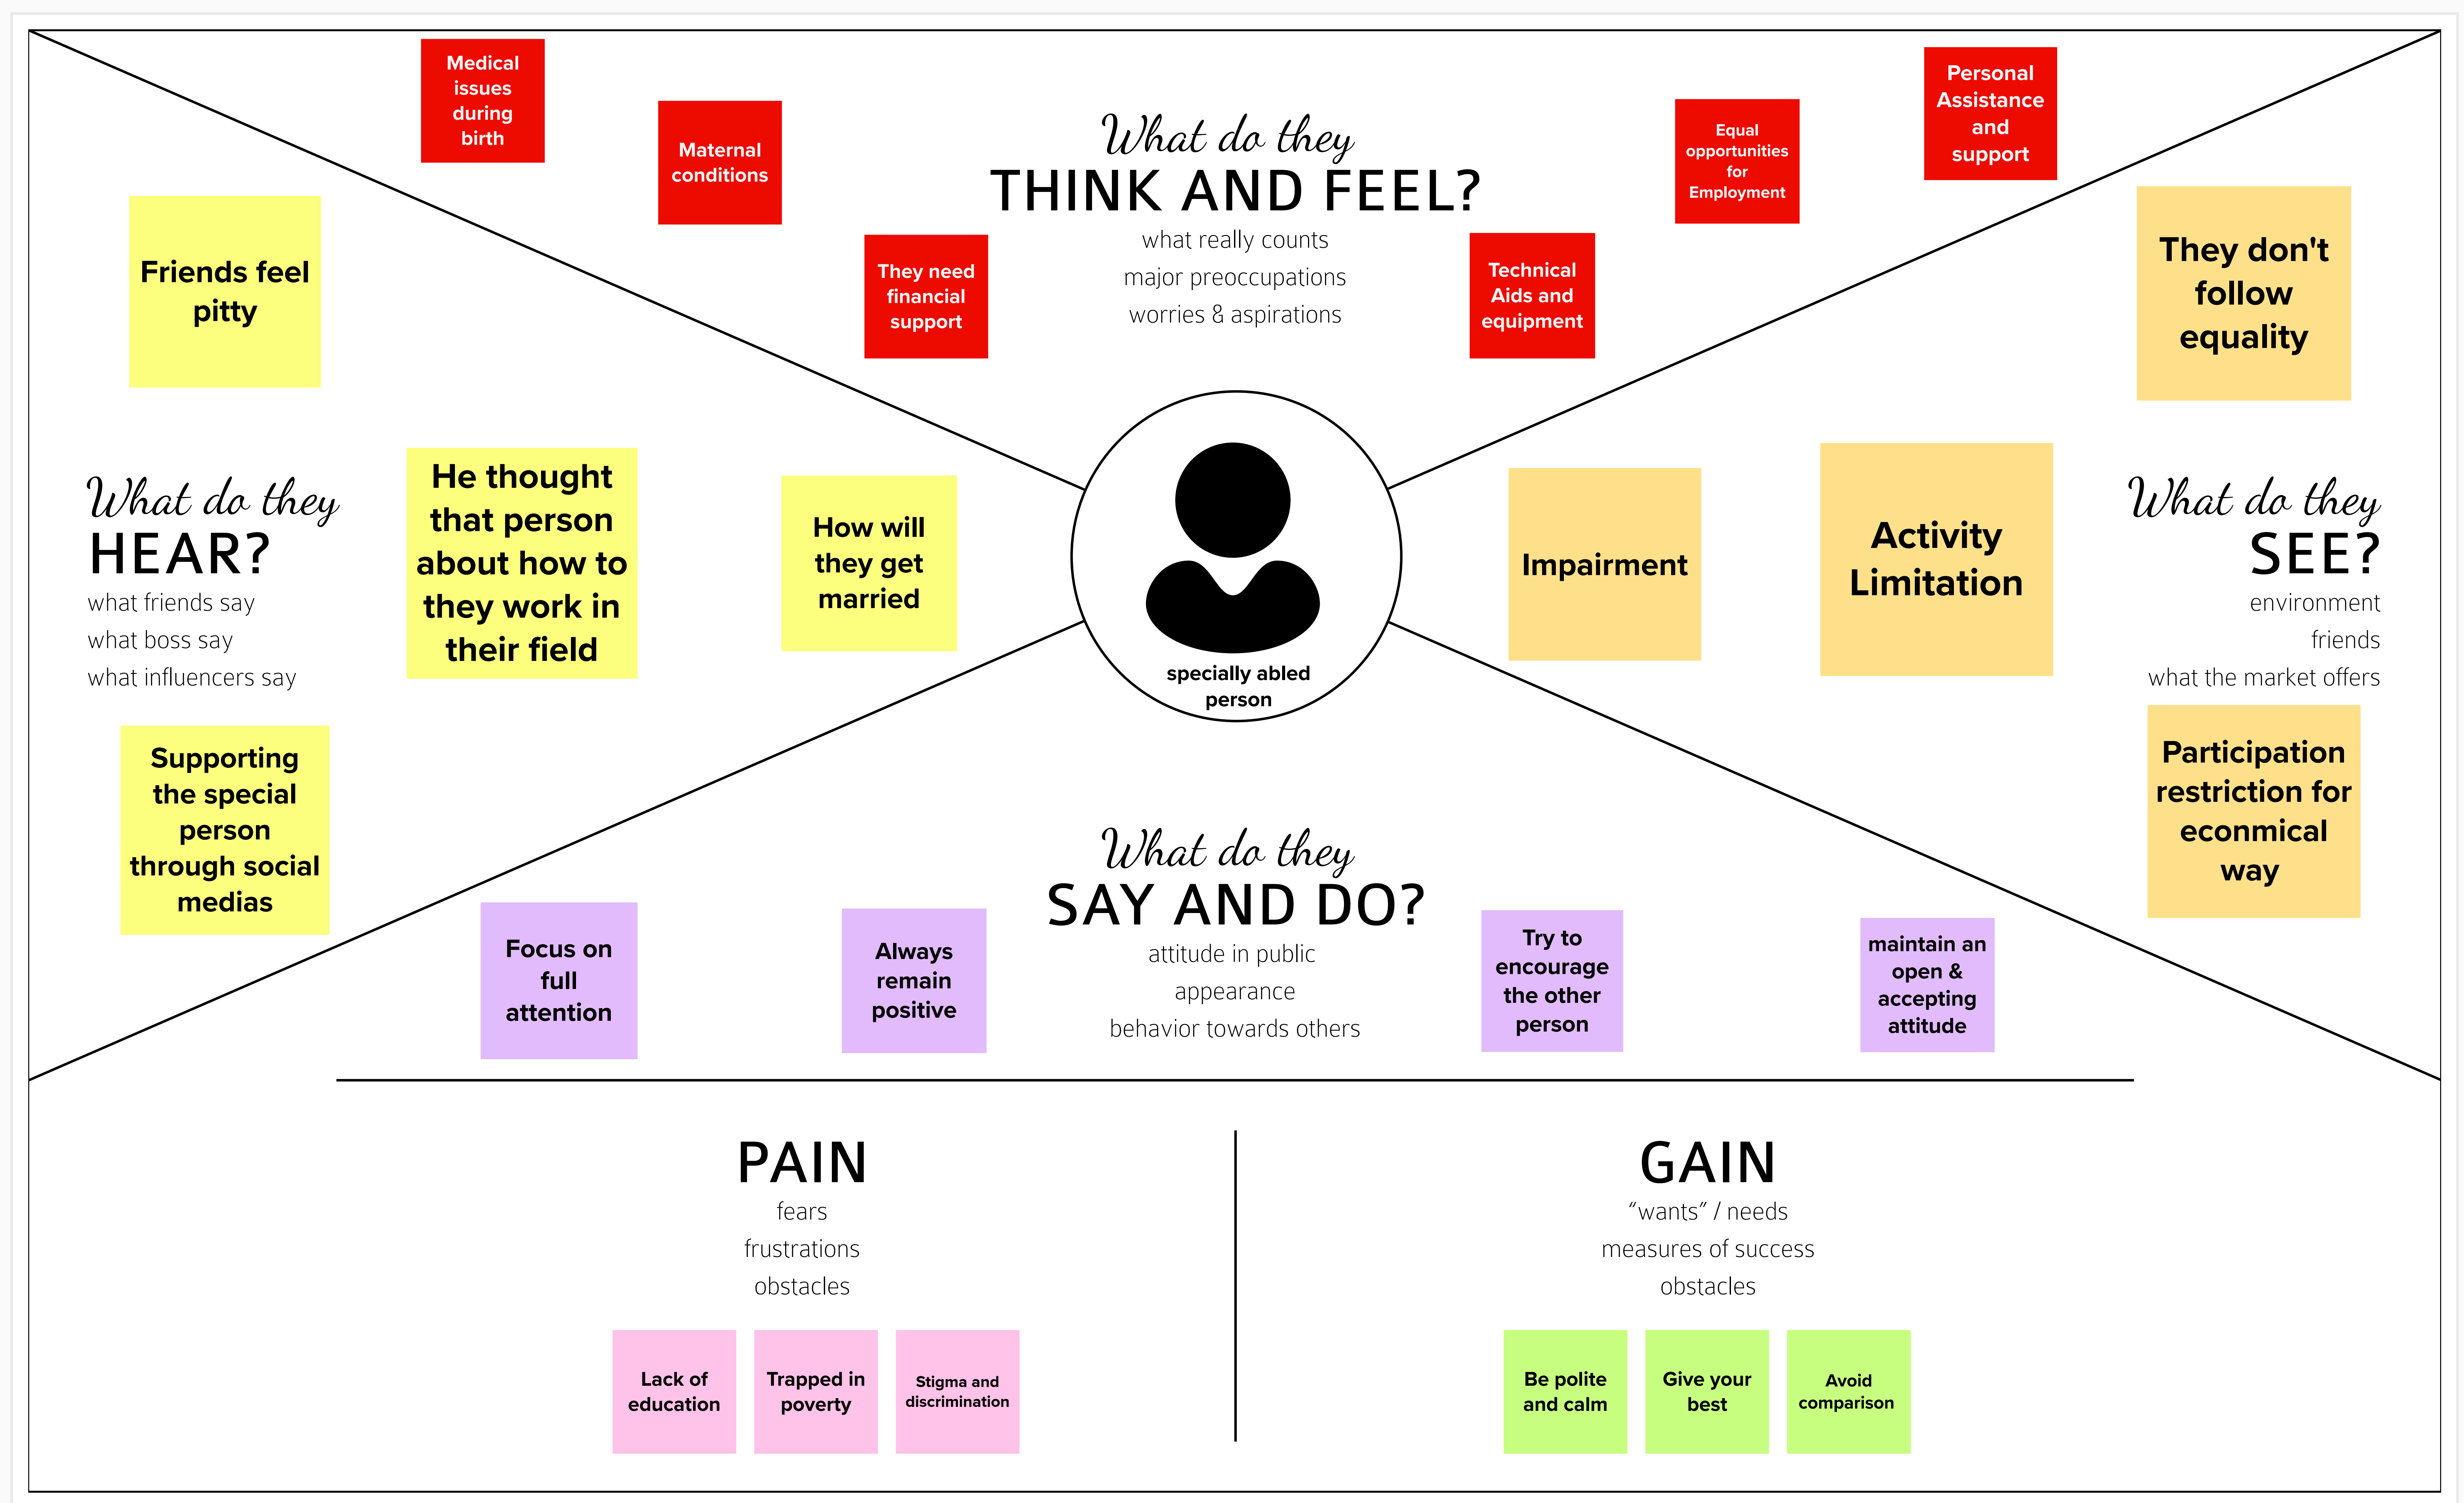 Medical
issues
during
birth
Maternal
conditions
They need
financial
support
What do they
THINK AND FEEL?
what really counts
major preoccupations
worries & aspirations
Technical
Aids and
equipment
Equal
opportunities
for
Employment
Personal
Assistance
and
support
Friends feel
pitty
What do they
HEAR?
what friends say
what boss say
what influencers say
He thought
that person
about how to
they work in
their field
How will
they get
married
Supporting
the special
person
through social
medias
specially abled
person
Impairment
Activity
Limitation
They don't
follow
equality
What do they
SEE?
environment
friends
what the market offers
Participation
restriction for
econmical
way
What do they
SAY AND DO?
attitude in public
appearance
behavior towards others
Focus on
full
attention
Always
remain
positive
Try to
encourage
the other
person
maintain an
open &
accepting
attitude
PAIN
fears
frustrations
obstacles
Lack of
education
Trapped in
poverty
Stigma and
discrimination
GAIN
“wants” / needs
measures of success
obstacles
Be polite
and calm
Give your
best
Avoid
comparison